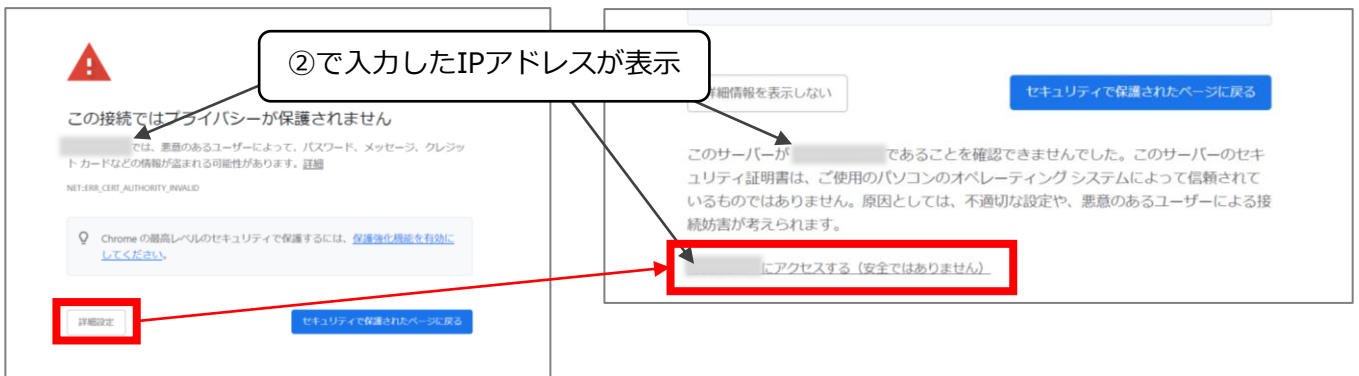 ②で入力したIPアドレスが表示
この接続ではプライバシーが保護されません
では、悪意のあるユーザーによって、パスワード、メッセージ、クレジッ
ト カードなどの情報が盗まれる可能性があります。詳細
NET::ERR_CERT_AUTHORITY_INVALID
Chrome の最高レベルのセキュリティで保護するには、保護強化機能を有効に
してください。
詳細設定
セキュリティで保護されたページに戻る
詳細情報を表示しない
セキュリティで保護されたページに戻る
このサーバーが であることを確認できませんでした。このサーバーのセキ
ュリティ証明書は、ご使用のパソコンのオペレーティング システムによって信頼されて
いるものではありません。原因としては、不適切な設定や、悪意のあるユーザーによる接
続妨害が考えられます。
にアクセスする（安全ではありません）